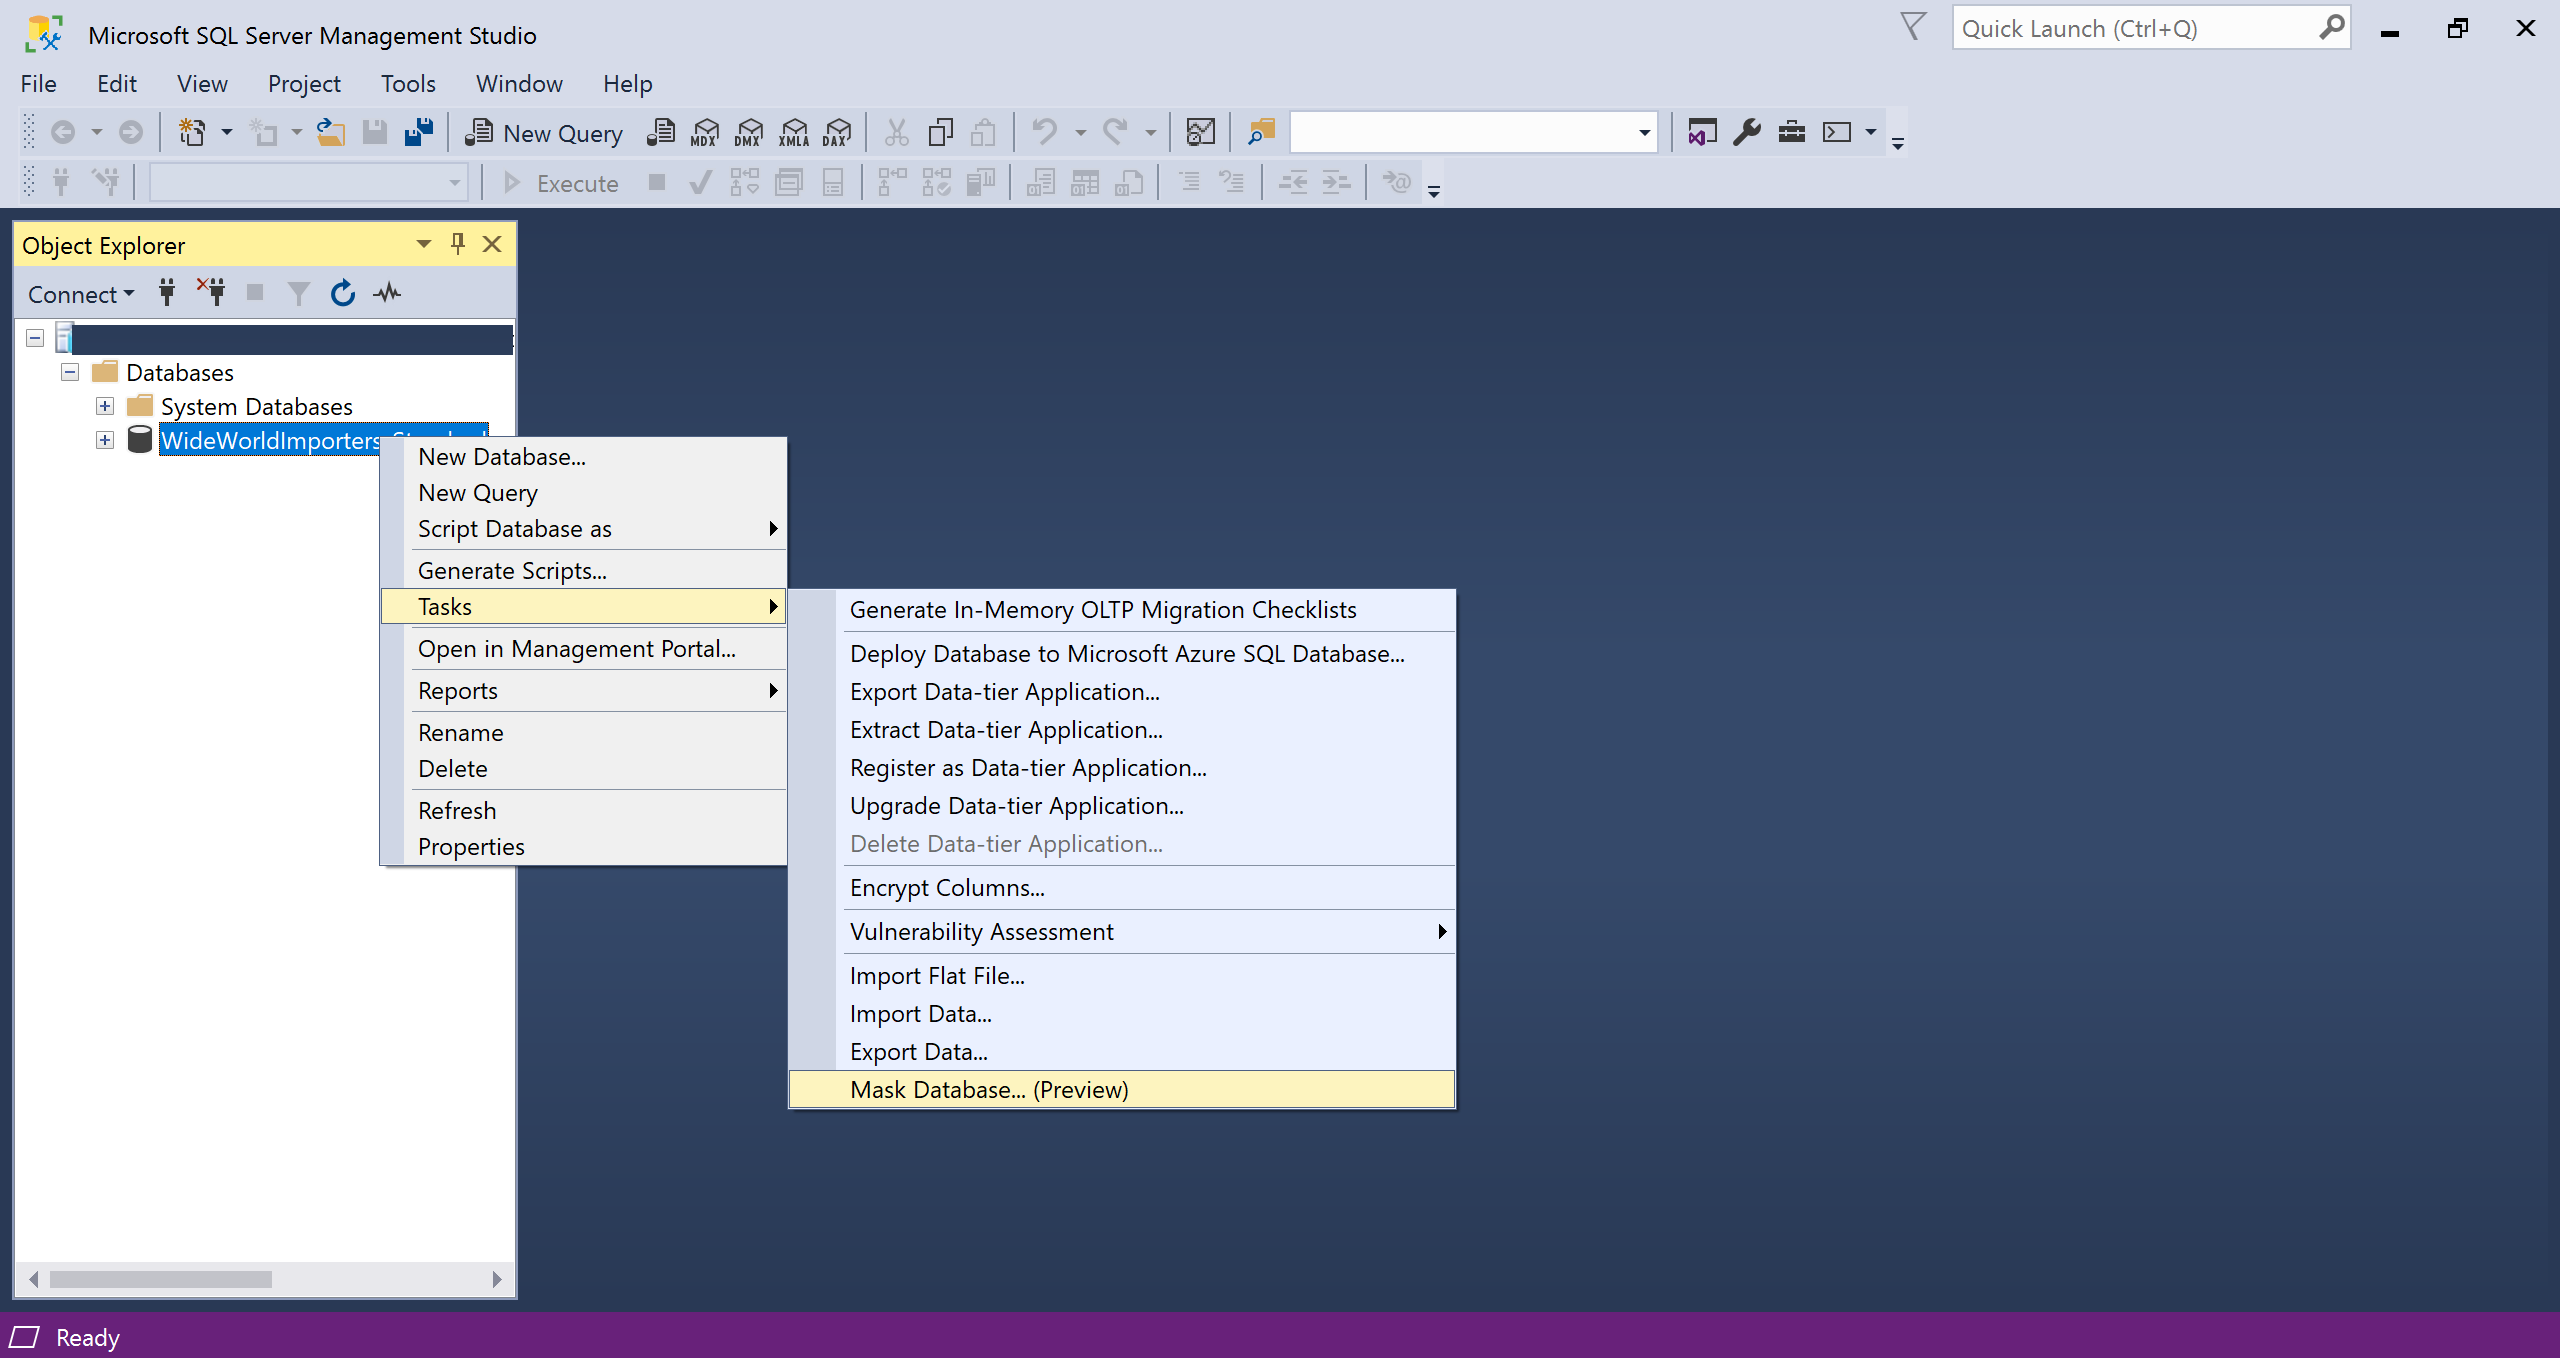 Microsoft SQL Server Management Studio
Quick Launch (Ctrl+Q)
File Edit View Project Tools Window Help
New Query MDX DMX XMLA DAX
Execute
Object Explorer
Connect
Databases
System Databases
WideWorldImporters
New Database...
New Query
Script Database as
Generate Scripts...
Tasks
Open in Management Portal...
Reports
Rename
Delete
Refresh
Properties
Generate In-Memory OLTP Migration Checklists
Deploy Database to Microsoft Azure SQL Database...
Export Data-tier Application...
Extract Data-tier Application...
Register as Data-tier Application...
Upgrade Data-tier Application...
Delete Data-tier Application...
Encrypt Columns...
Vulnerability Assessment
Import Flat File...
Import Data...
Export Data...
Mask Database... (Preview)
Ready